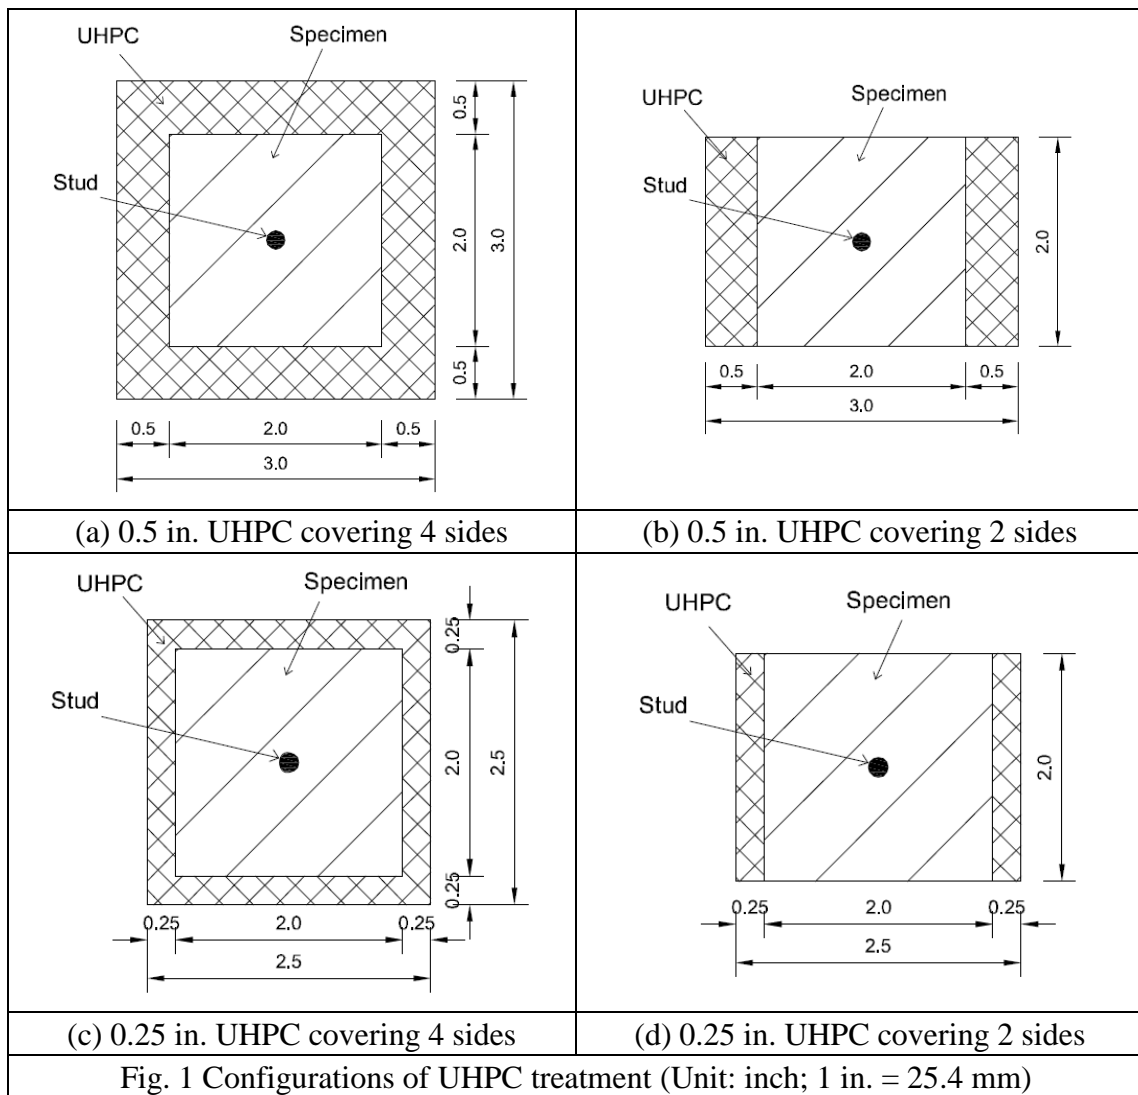 UHPC
Specimen
Stud
0.5
2.0
3.0
0.5
0.5
2.0
0.5
3.0
(a) 0.5 in. UHPC covering 4 sides
UHPC
Specimen
Stud
2.0
0.5
2.0
0.5
3.0
(b) 0.5 in. UHPC covering 2 sides
UHPC
Specimen
Stud
0.25
2.0
2.5
0.25
0.25
2.0
0.25
2.5
(c) 0.25 in. UHPC covering 4 sides
UHPC
Specimen
Stud
2.0
0.25
2.0
0.25
2.5
(d) 0.25 in. UHPC covering 2 sides
Fig. 1 Configurations of UHPC treatment (Unit: inch; 1 in. = 25.4 mm)